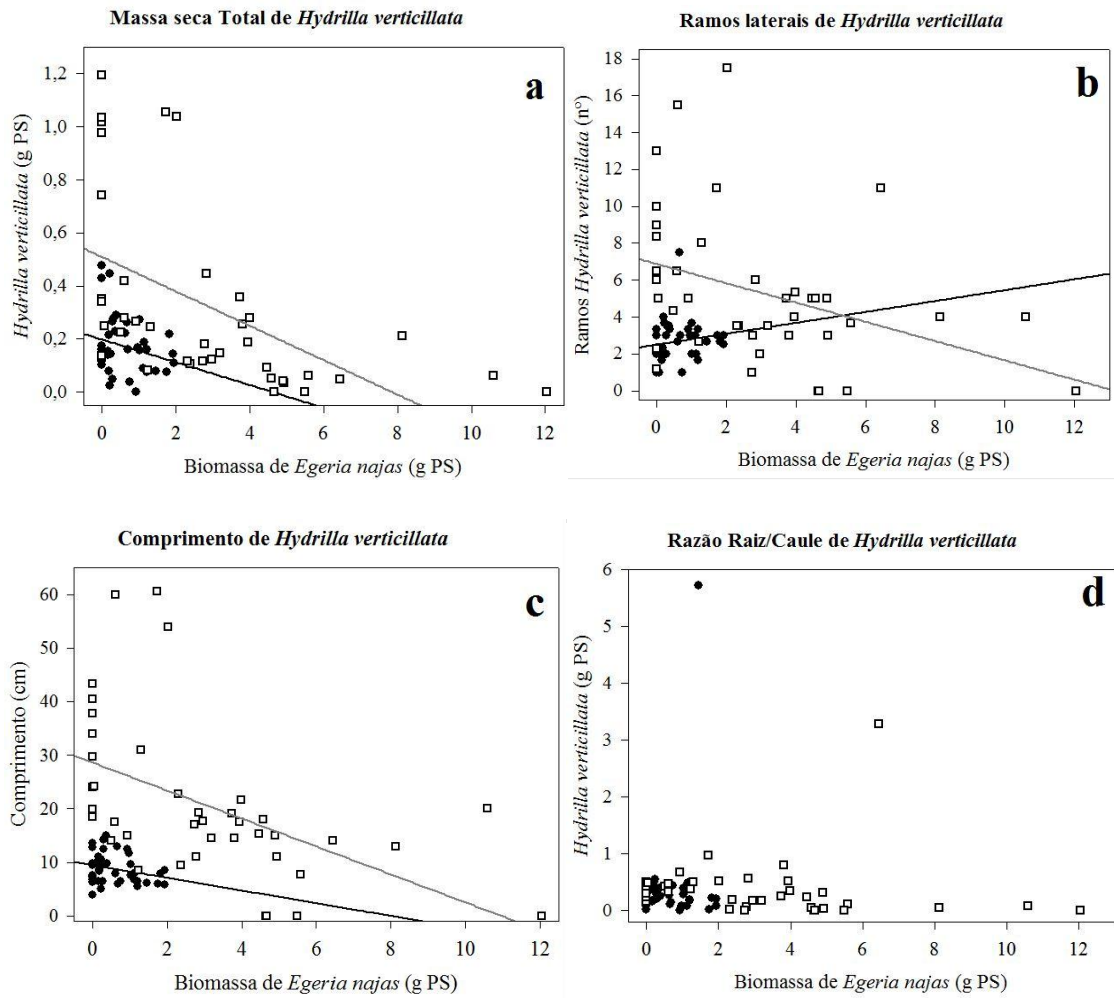 Massa seca Total de Hydrilla verticillata
a
Hydrilla verticillata (g PS)
1,2
1,0
0,8
0,6
0,4
0,2
0,0
0 2 4 6 8 10 12
Biomassa de Egeria najas (g PS)
Ramos laterais de Hydrilla verticillata
b
Ramos Hydrilla verticillata (nº)
18
16
14
12
10
8
6
4
2
0
0 2 4 6 8 10 12
Biomassa de Egeria najas (g PS)
Comprimento de Hydrilla verticillata
c
Comprimento (cm)
60
50
40
30
20
10
0
0 2 4 6 8 10 12
Biomassa de Egeria najas (g PS)
Razão Raiz/Caule de Hydrilla verticillata
d
Hydrilla verticillata (g PS)
6
5
4
3
2
1
0
0 2 4 6 8 10 12
Biomassa de Egeria najas (g PS)